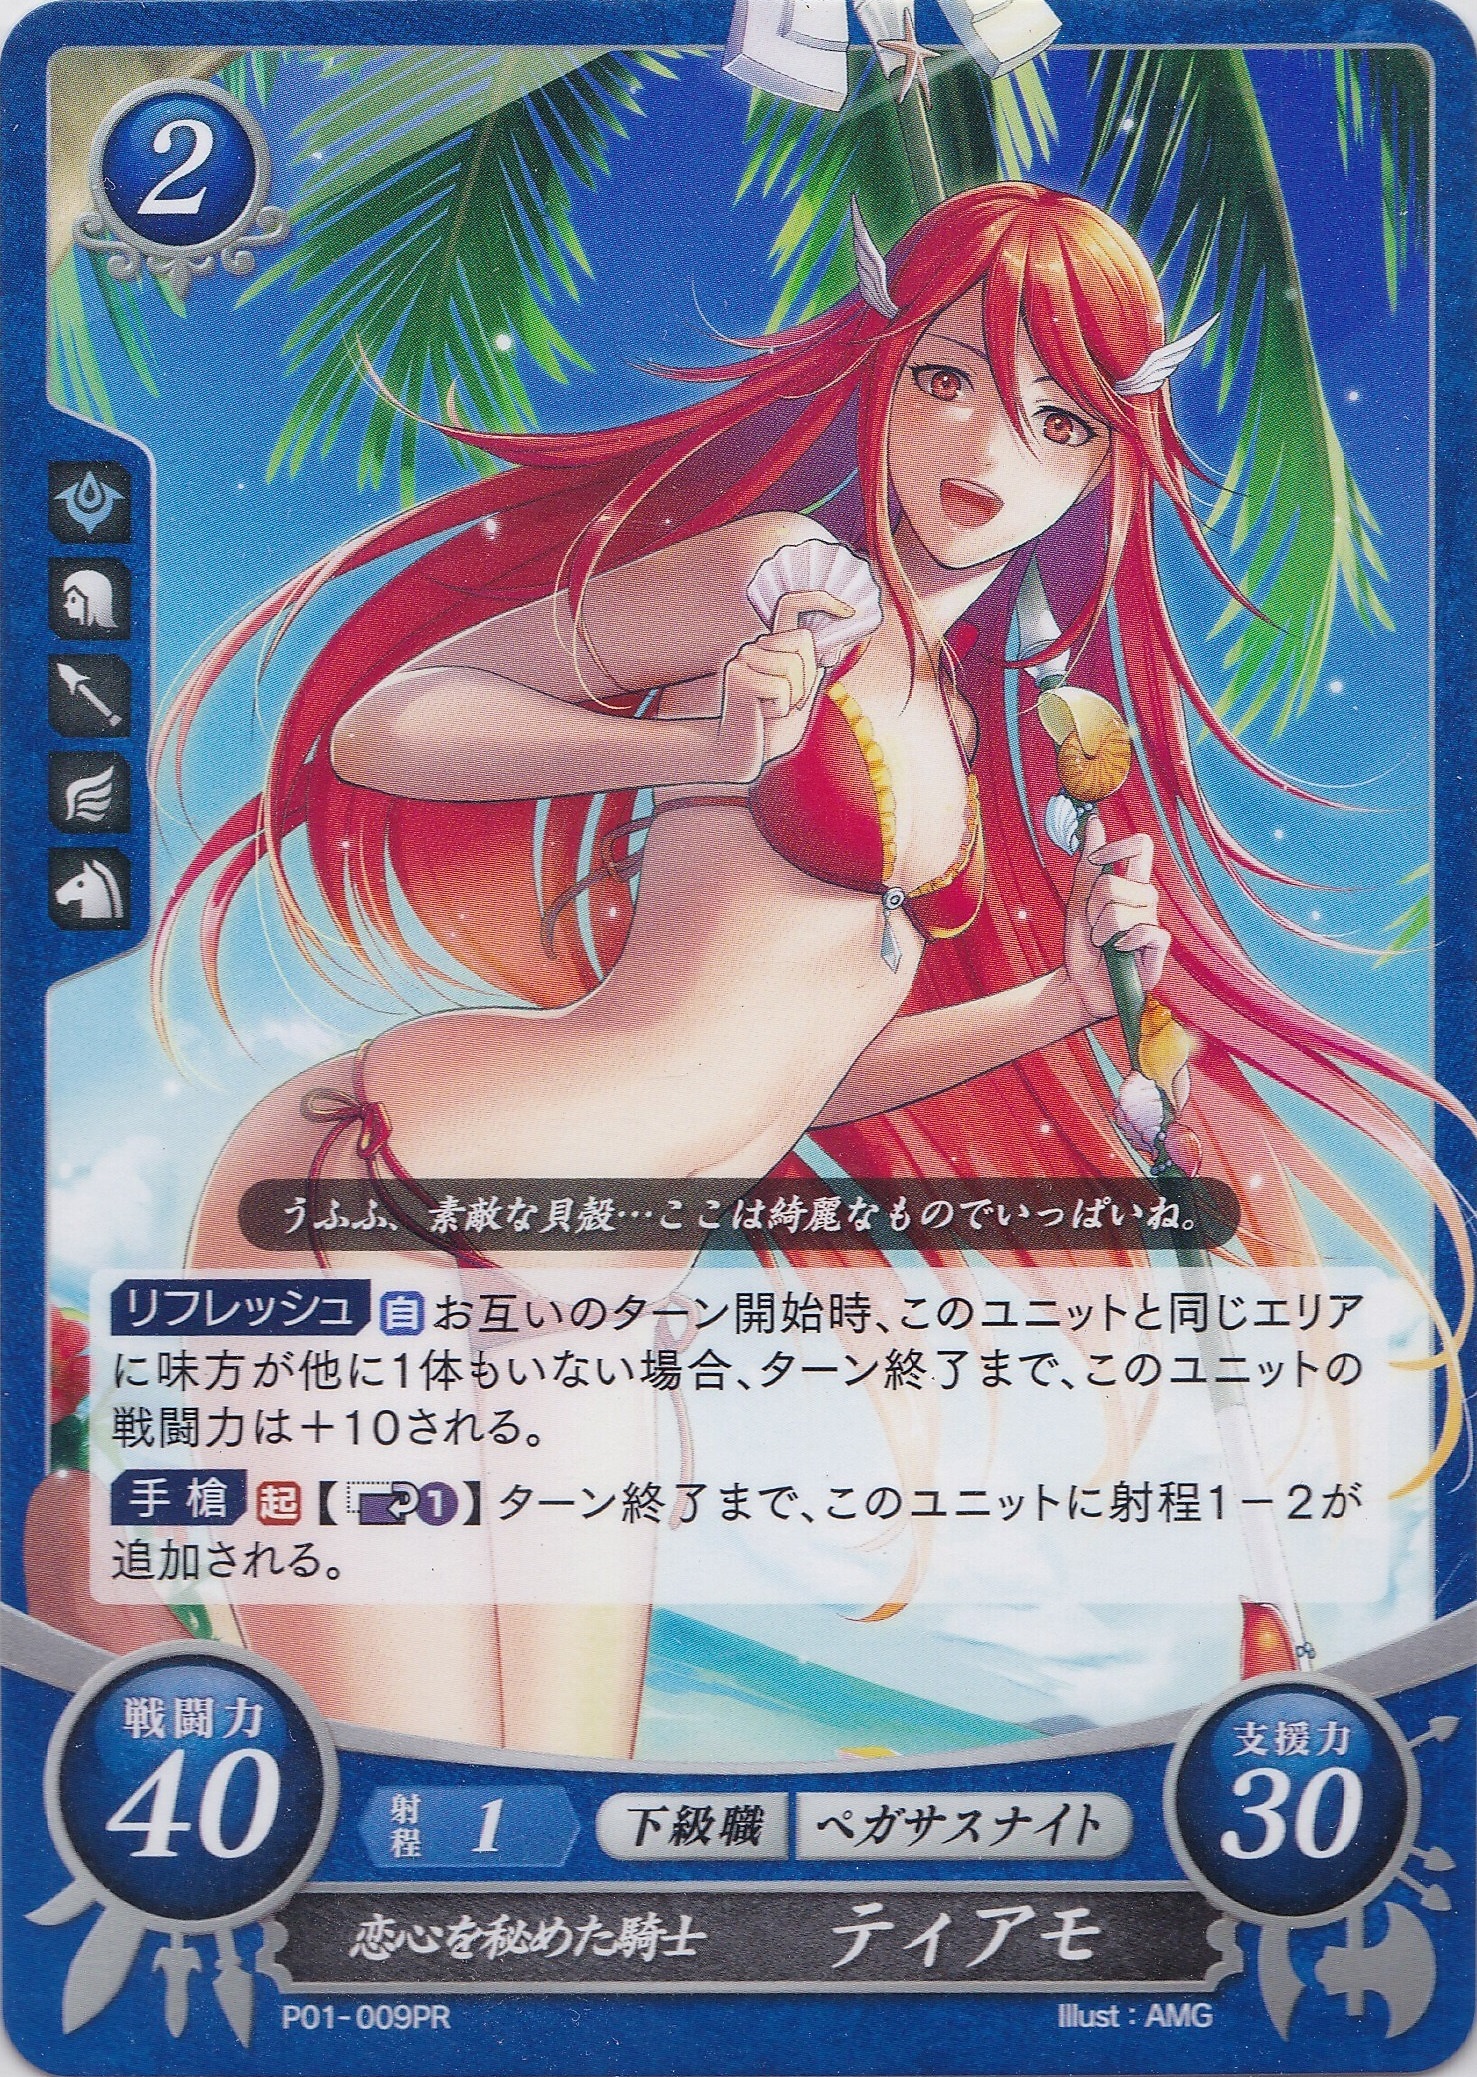 2
うふふ、素敵な貝殻…ここは綺麗なものでいっぱいね。
リフレッシュ 自 お互いのターン開始時、このユニットと同じエリア
に味方が他に1体もいない場合、ターン終了まで、このユニットの
戦闘力は＋10される。
手槍 起【1】ターン終了まで、このユニットに射程1－2が
追加される。
戦闘力
40
射程 1
下級職 ペガサスナイト
支援力
30
恋心を秘めた騎士 ティアモ
P01-009PR
Illust : AMG